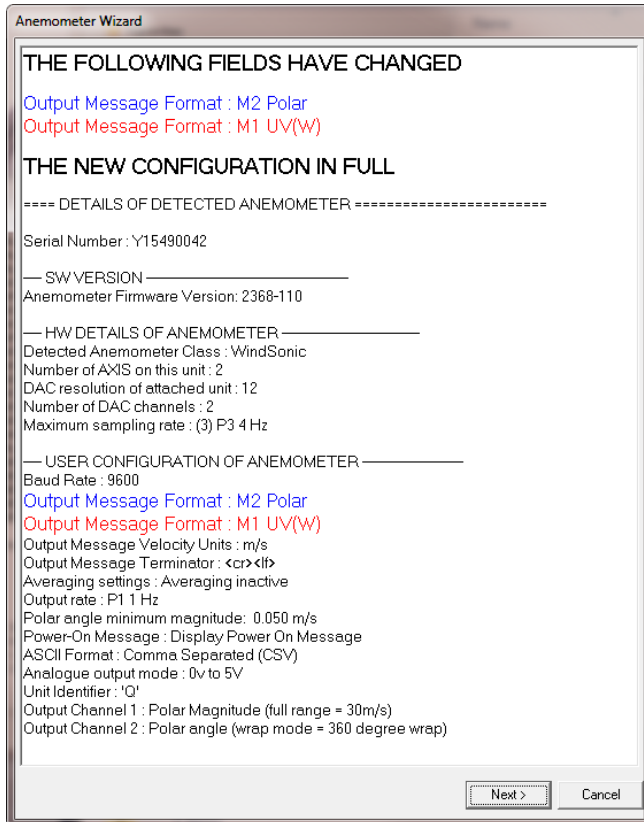 Anemometer Wizard
THE FOLLOWING FIELDS HAVE CHANGED
Output Message Format : M2 Polar
Output Message Format : M1 UV(W)
THE NEW CONFIGURATION IN FULL
==== DETAILS OF DETECTED ANEMOMETER ========================
Serial Number : Y15490042
— SW VERSION —————————————
Anemometer Firmware Version: 2368-110
— HW DETAILS OF ANEMOMETER —————————
Detected Anemometer Class : WindSonic
Number of AXIS on this unit : 2
DAC resolution of attached unit : 12
Number of DAC channels : 2
Maximum sampling rate : (3) P3 4 Hz
— USER CONFIGURATION OF ANEMOMETER ———————
Baud Rate : 9600
Output Message Format : M2 Polar
Output Message Format : M1 UV(W)
Output Message Velocity Units : m/s
Output Message Terminator : <cr><lf>
Averaging settings : Averaging inactive
Output rate : P1 1 Hz
Polar angle minimum magnitude: 0.050 m/s
Power-On Message : Display Power On Message
ASCII Format : Comma Separated (CSV)
Analogue output mode : 0v to 5V
Unit Identifier : 'Q'
Output Channel 1 : Polar Magnitude (full range = 30m/s)
Output Channel 2 : Polar angle (wrap mode = 360 degree wrap)
Next > Cancel